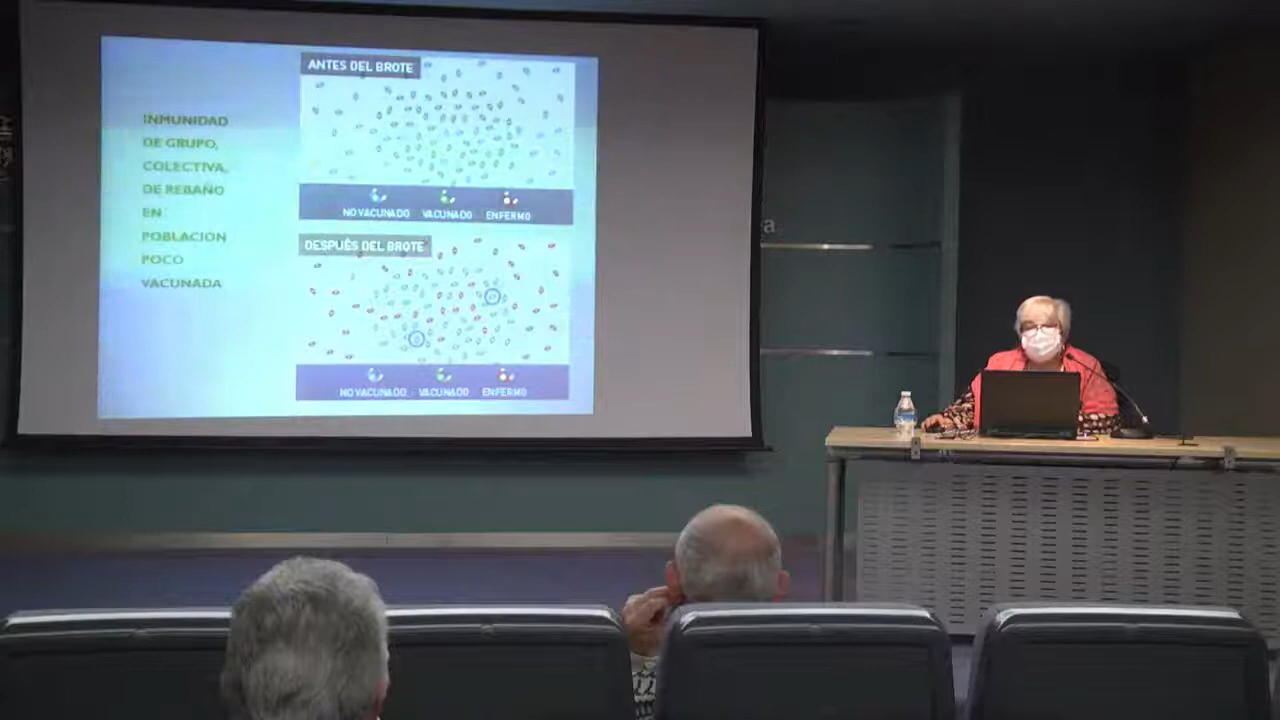 INMUNIDAD
DE GRUPO,
COLECTIVA,
DE REBAÑO
EN
POBLACION
POCO
VACUNADA
ANTES DEL BROTE
NO VACUNADO VACUNADO ENFERMO
DESPUÉS DEL BROTE
NO VACUNADO VACUNADO ENFERMO